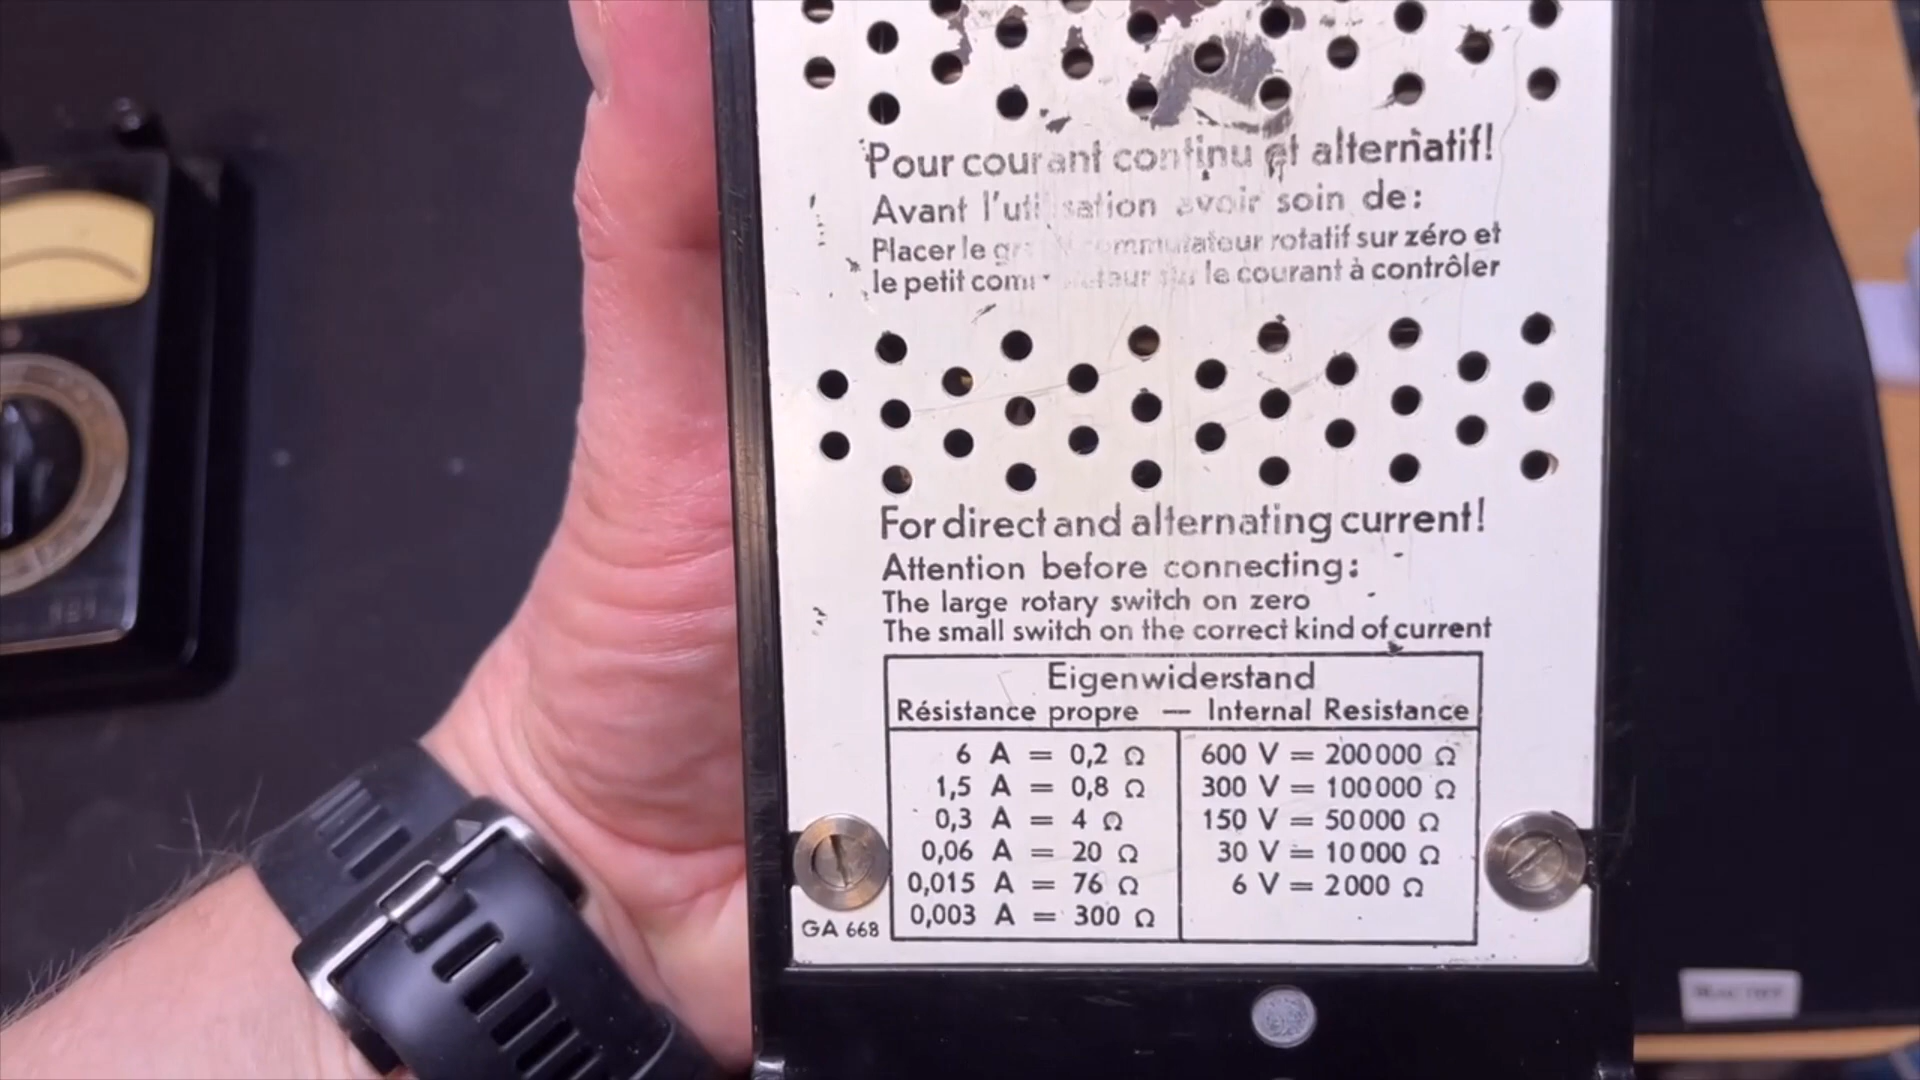 Pour courant continu et alternatif!
Avant l'utilisation avoir soin de:
Placer le grand commutateur rotatif sur zéro et
le petit commutateur sur le courant à contrôler
For direct and alternating current!
Attention before connecting:
The large rotary switch on zero
The small switch on the correct kind of current
Eigenwiderstand
Résistance propre — Internal Resistance
6 A = 0,2 Ω
1,5 A = 0,8 Ω
0,3 A = 4 Ω
0,06 A = 20 Ω
0,015 A = 76 Ω
0,003 A = 300 Ω
600 V = 200000 Ω
300 V = 100000 Ω
150 V = 50000 Ω
30 V = 10000 Ω
6 V = 2000 Ω
GA 668